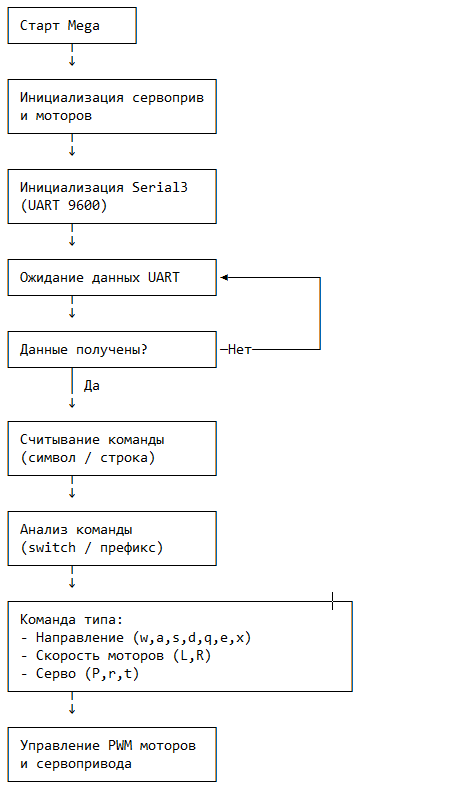 Старт Mega
Инициализация сервоприв
и моторов
Инициализация Serial3
(UART 9600)
Ожидание данных UART
Данные получены?
Нет
Да
Считывание команды
(символ / строка)
Анализ команды
(switch / префикс)
Команда типа:
- Направление (w,a,s,d,q,e,x)
- Скорость моторов (L,R)
- Серво (P,r,t)
Управление PWM моторов
и сервопривода